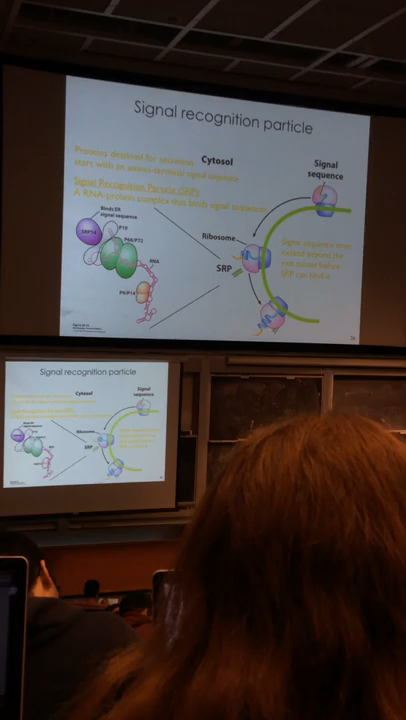 Signal recognition particle
Proteins destined for secretion
start with an amino-terminal signal sequence
Cytosol
Signal
sequence
Signal Recognition Particle (SRP):
A RNA-protein complex that binds signal sequences
Binds ER
signal sequence
SRP54
P19
P68/P72
RNA
P9/P14
Ribosome
SRP
Signal sequence must
extend beyond the
before
SRP can bind it
Signal recognition particle
Cytosol
Signal
sequence
Ribosome
SRP